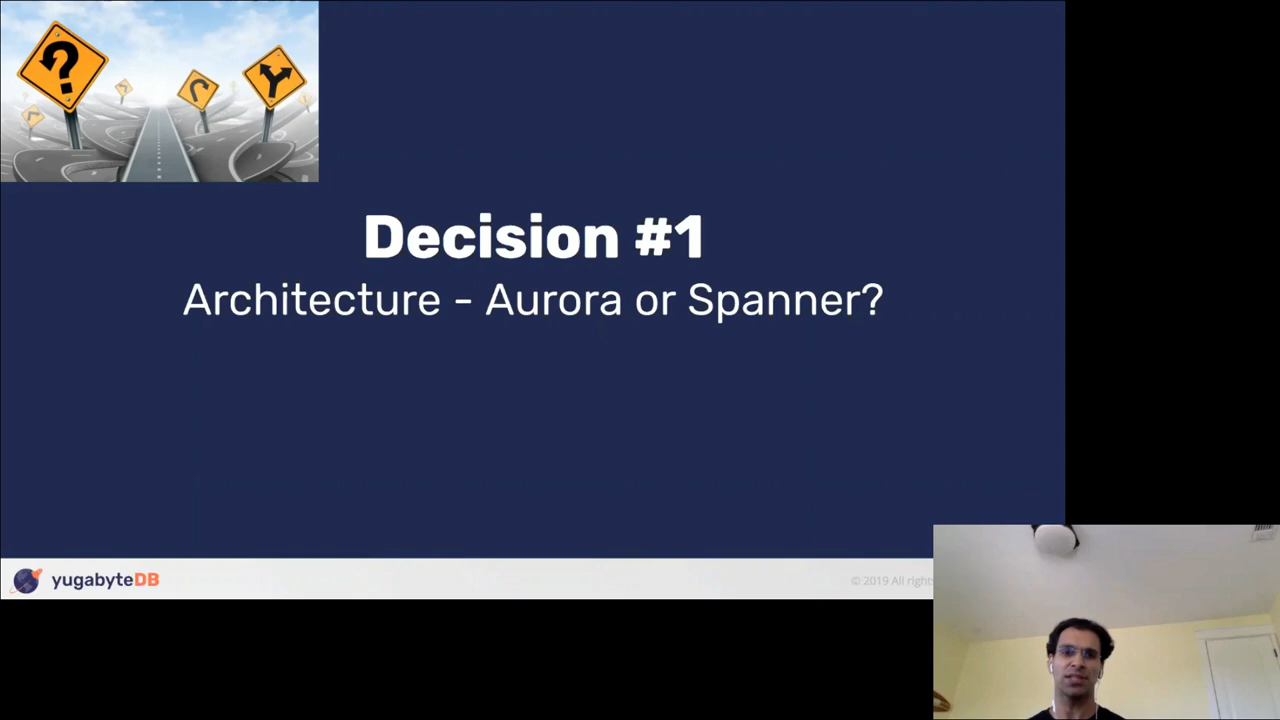 Decision #1
Architecture - Aurora or Spanner?
yugabyteDB
© 2019 All rights